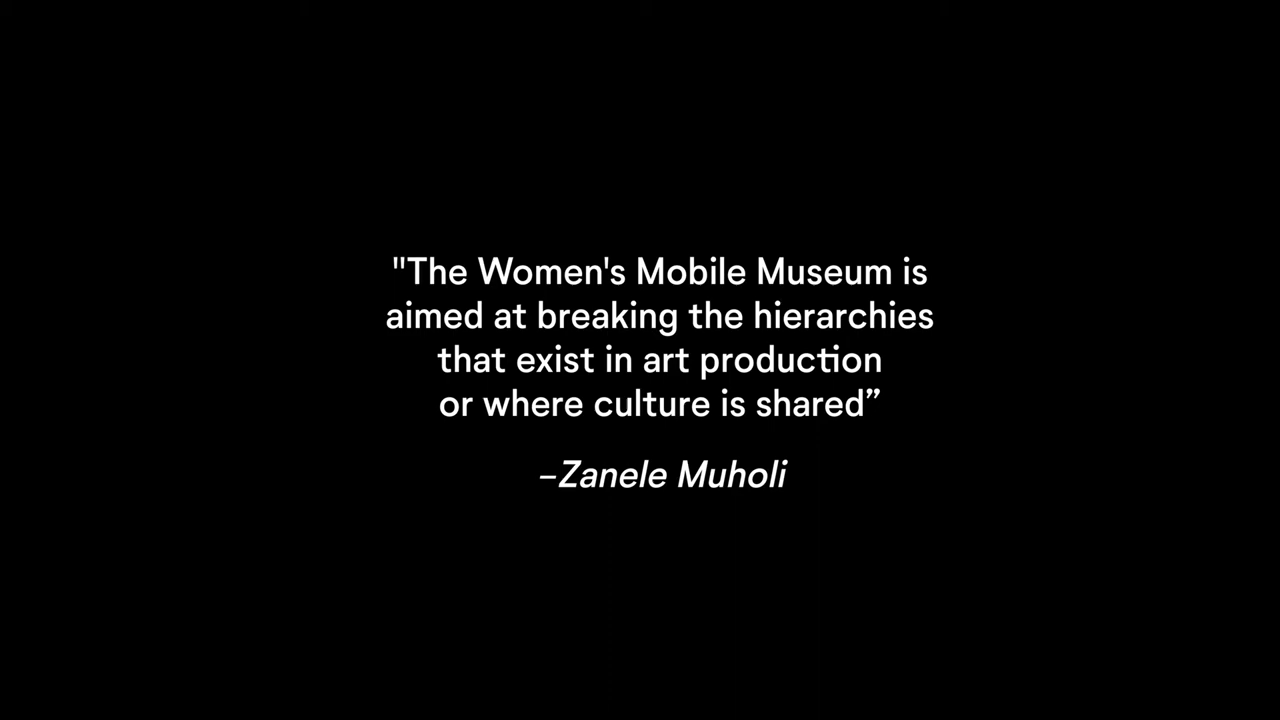 "The Women's Mobile Museum is
aimed at breaking the hierarchies
that exist in art production
or where culture is shared”
–Zanele Muholi